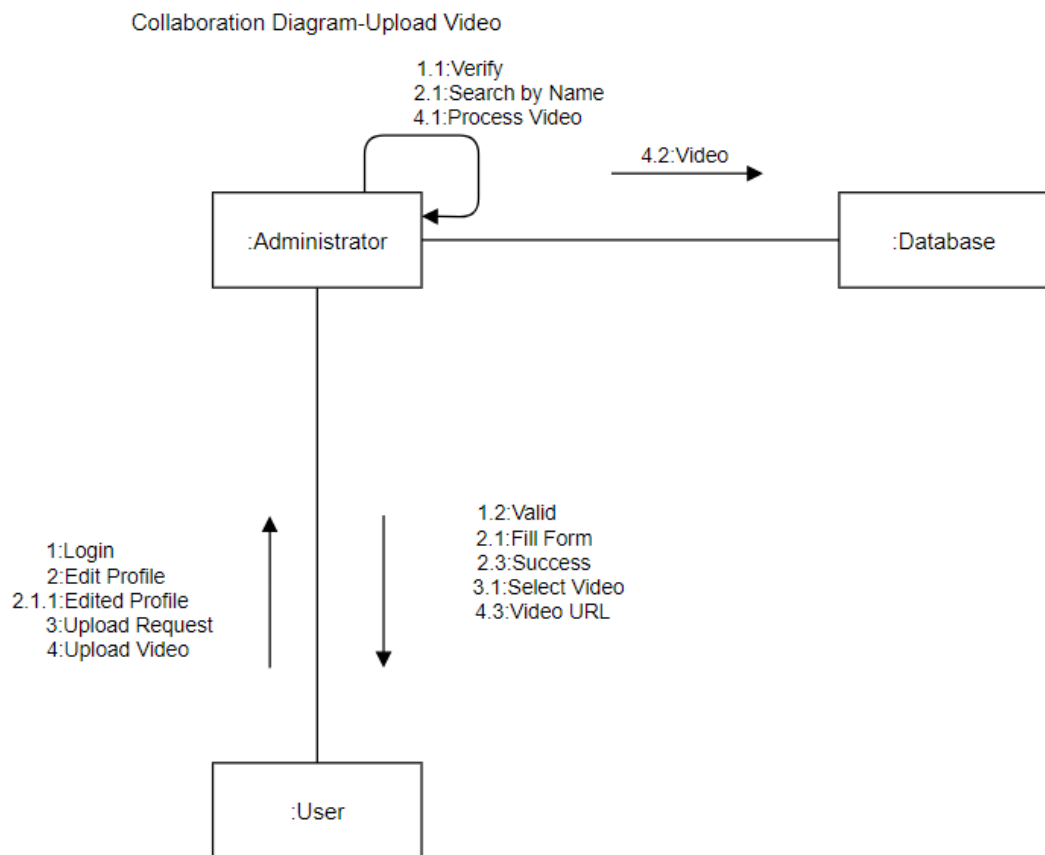 Collaboration Diagram-Upload Video
1.1:Verify
2.1:Search by Name
4.1:Process Video
4.2:Video
:Administrator
:Database
1:Login
2:Edit Profile
2.1.1:Edited Profile
3:Upload Request
4:Upload Video
1.2:Valid
2.1:Fill Form
2.3:Success
3.1:Select Video
4.3:Video URL
:User